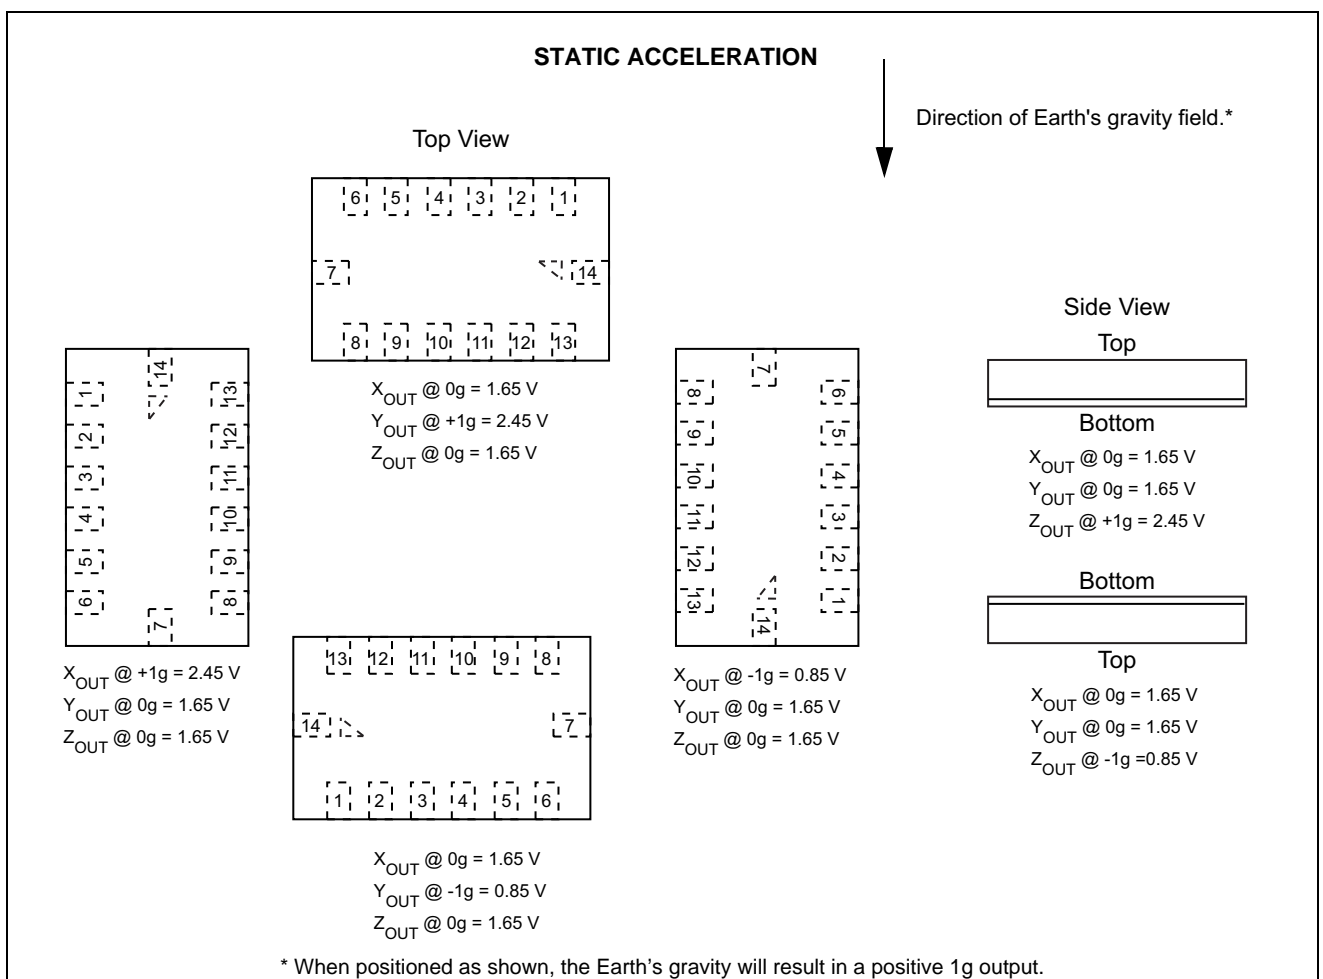 STATIC ACCELERATION
Direction of Earth's gravity field.*
Top View
6 5 4 3 2 1
7 14
8 9 10 11 12 13
X_OUT @ 0g = 1.65 V
Y_OUT @ +1g = 2.45 V
Z_OUT @ 0g = 1.65 V
14
1 13
2 12
3 11
4 10
5 9
6 8
7
X_OUT @ +1g = 2.45 V
Y_OUT @ 0g = 1.65 V
Z_OUT @ 0g = 1.65 V
13 12 11 10 9 8
14 7
1 2 3 4 5 6
X_OUT @ 0g = 1.65 V
Y_OUT @ -1g = 0.85 V
Z_OUT @ 0g = 1.65 V
7
8 6
9 5
10 4
11 3
12 2
13 1
14
X_OUT @ -1g = 0.85 V
Y_OUT @ 0g = 1.65 V
Z_OUT @ 0g = 1.65 V
Side View
Top
Bottom
X_OUT @ 0g = 1.65 V
Y_OUT @ 0g = 1.65 V
Z_OUT @ +1g = 2.45 V
Bottom
Top
X_OUT @ 0g = 1.65 V
Y_OUT @ 0g = 1.65 V
Z_OUT @ -1g =0.85 V
* When positioned as shown, the Earth's gravity will result in a positive 1g output.